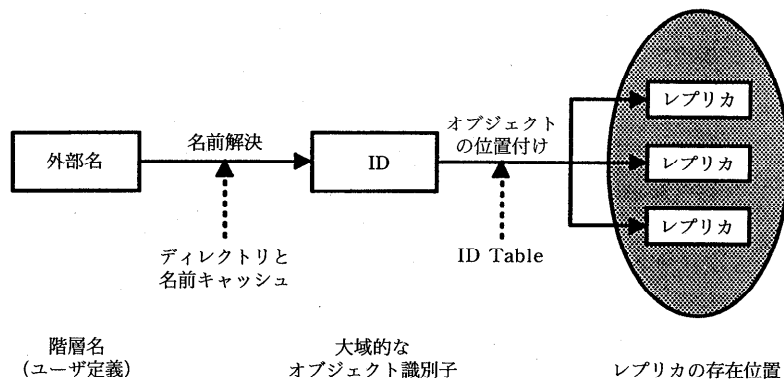 外部名
名前解決
ディレクトリと
名前キャッシュ
ID
オブジェクト
の位置付け
ID Table
レプリカ
レプリカ
レプリカ
階層名
(ユーザ定義)
大域的な
オブジェクト識別子
レプリカの存在位置